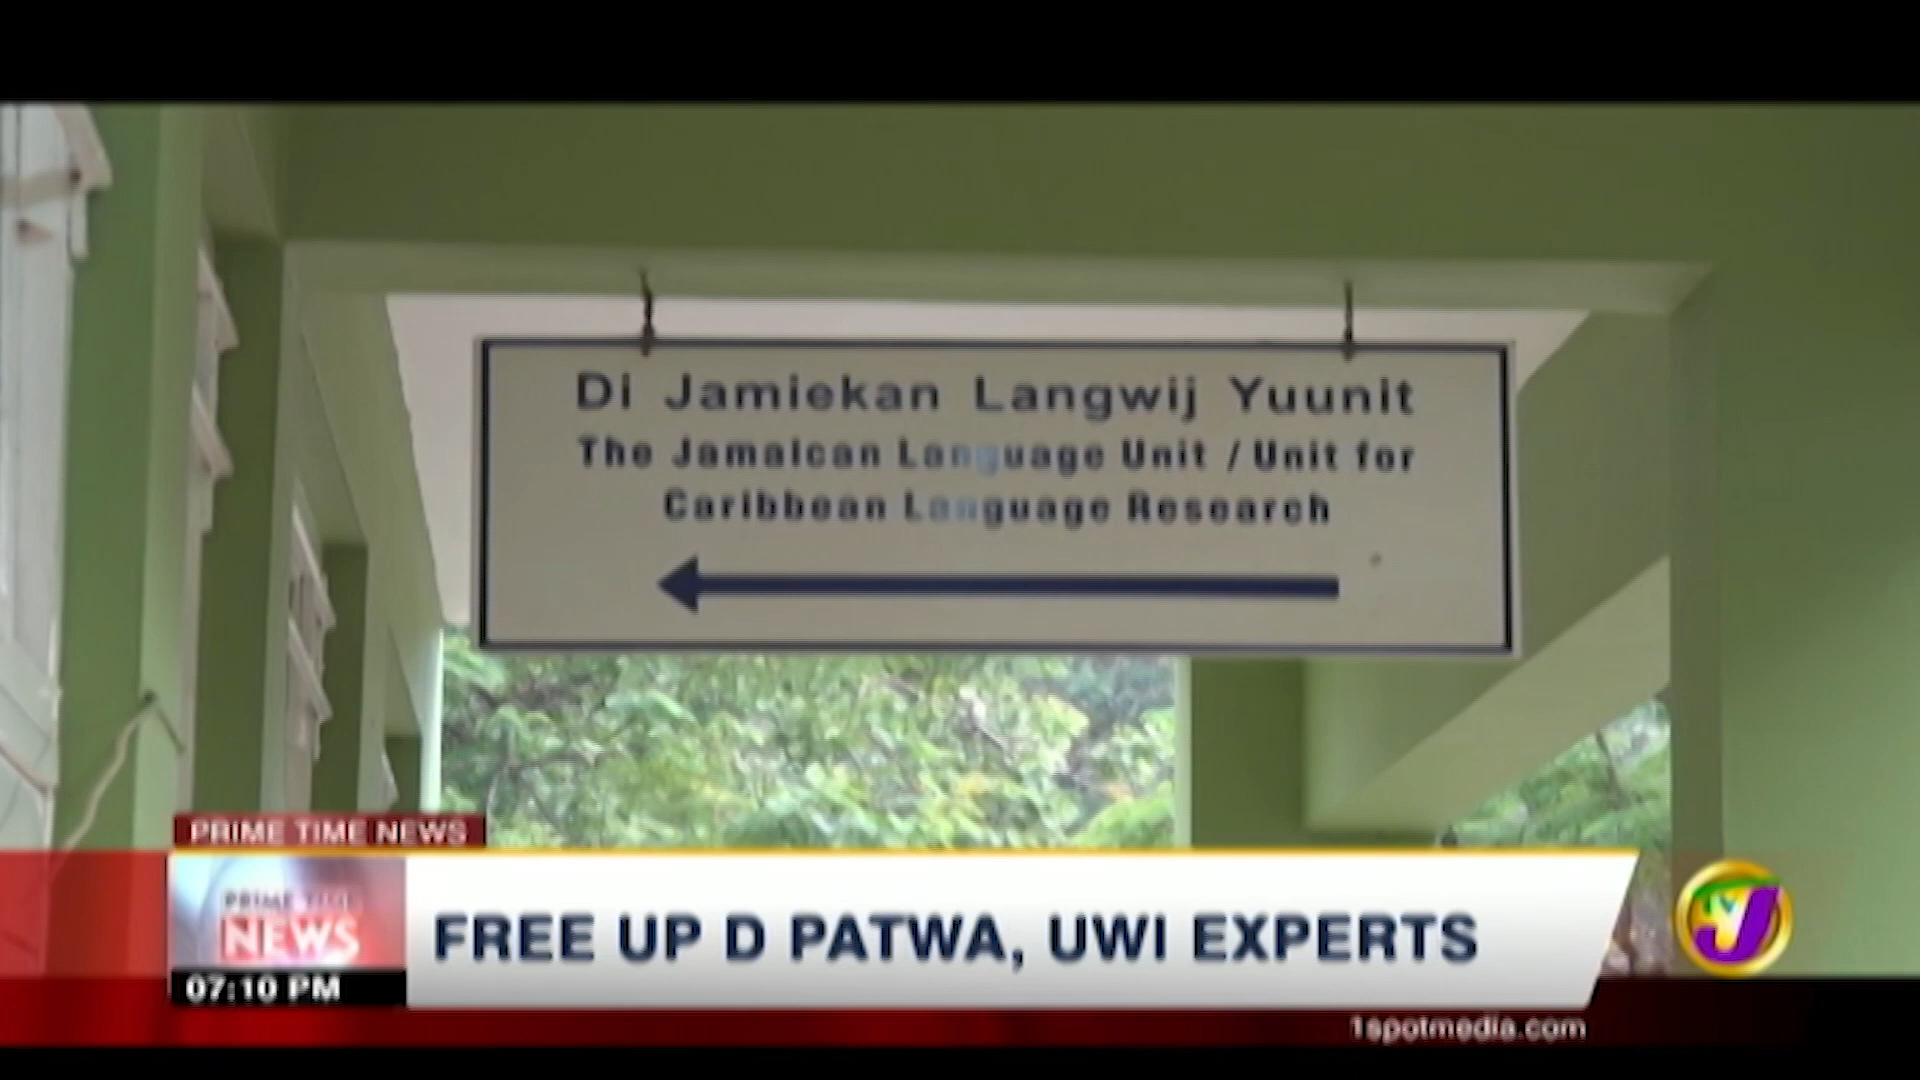 Di Jamiekan Langwij Yuunit
The Jamaican Language Unit / Unit for
Caribbean Language Research
PRIME TIME NEWS
PRIME TIME
NEWS
FREE UP D PATWA, UWI EXPERTS
07:10 PM
TVJ
1spotmedia.com